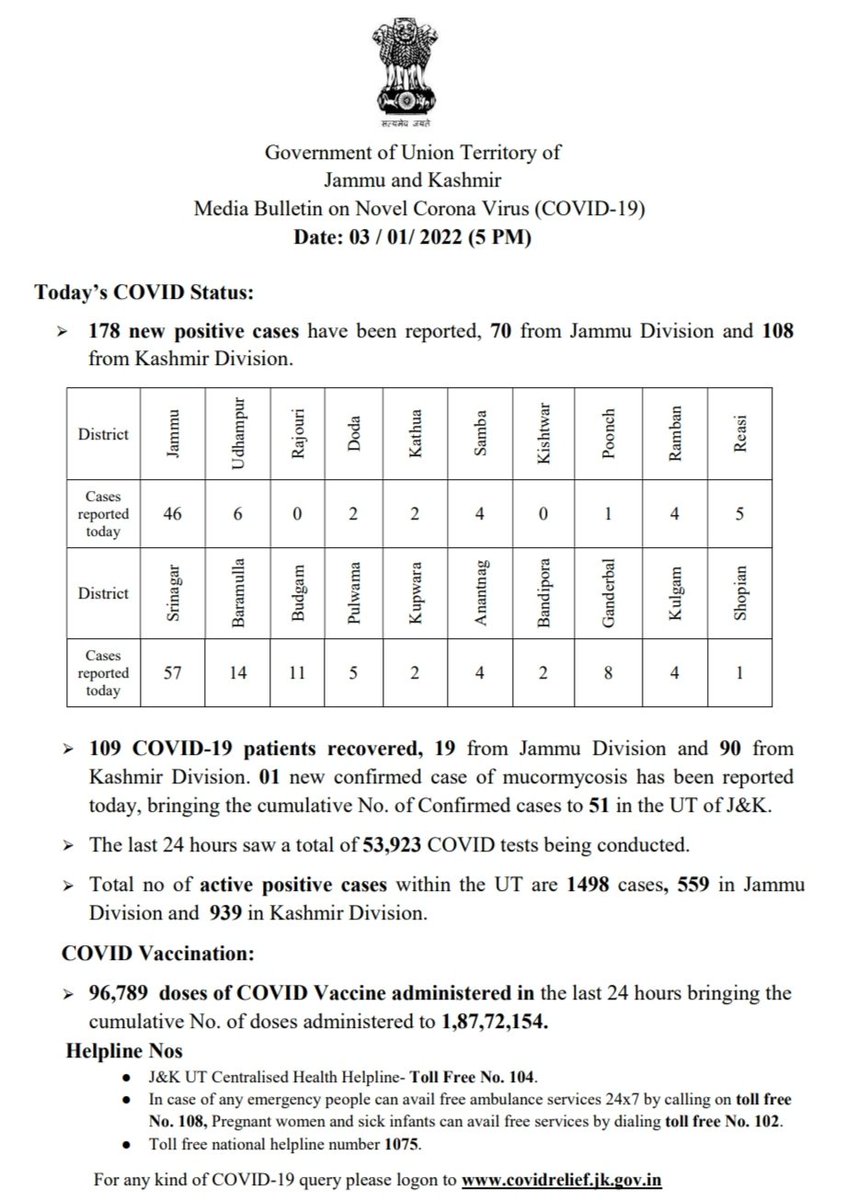 सत्यमेव जयते
Government of Union Territory of
Jammu and Kashmir
Media Bulletin on Novel Corona Virus (COVID-19)
Date: 03 / 01/ 2022 (5 PM)
Today’s COVID Status:
➢ 178 new positive cases have been reported, 70 from Jammu Division and 108
from Kashmir Division.
District Jammu Udhampur Rajouri Doda Kathua Samba Kishtwar Poonch Ramban Reasi
Cases
reported
today 46 6 0 2 2 4 0 1 4 5
District Srinagar Baramulla Budgam Pulwama Kupwara Anantnag Bandipora Ganderbal Kulgam Shopian
Cases
reported
today 57 14 11 5 2 4 2 8 4 1
➢ 109 COVID-19 patients recovered, 19 from Jammu Division and 90 from
Kashmir Division. 01 new confirmed case of mucormycosis has been reported
today, bringing the cumulative No. of Confirmed cases to 51 in the UT of J&K.
➢ The last 24 hours saw a total of 53,923 COVID tests being conducted.
➢ Total no of active positive cases within the UT are 1498 cases, 559 in Jammu
Division and 939 in Kashmir Division.
COVID Vaccination:
➢ 96,789 doses of COVID Vaccine administered in the last 24 hours bringing the
cumulative No. of doses administered to 1,87,72,154.
Helpline Nos
● J&K UT Centralised Health Helpline- Toll Free No. 104.
● In case of any emergency people can avail free ambulance services 24x7 by calling on toll free
No. 108, Pregnant women and sick infants can avail free services by dialing toll free No. 102.
● Toll free national helpline number 1075.
For any kind of COVID-19 query please logon to www.covidrelief.jk.gov.in